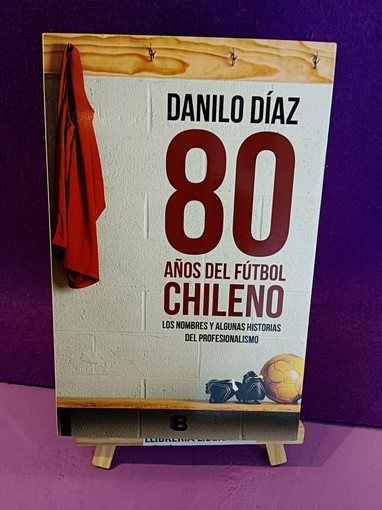 DANILO DÍAZ
80
AÑOS DEL FÚTBOL
CHILENO
LOS NOMBRES Y ALGUNAS HISTORIAS
DEL PROFESIONALISMO
B